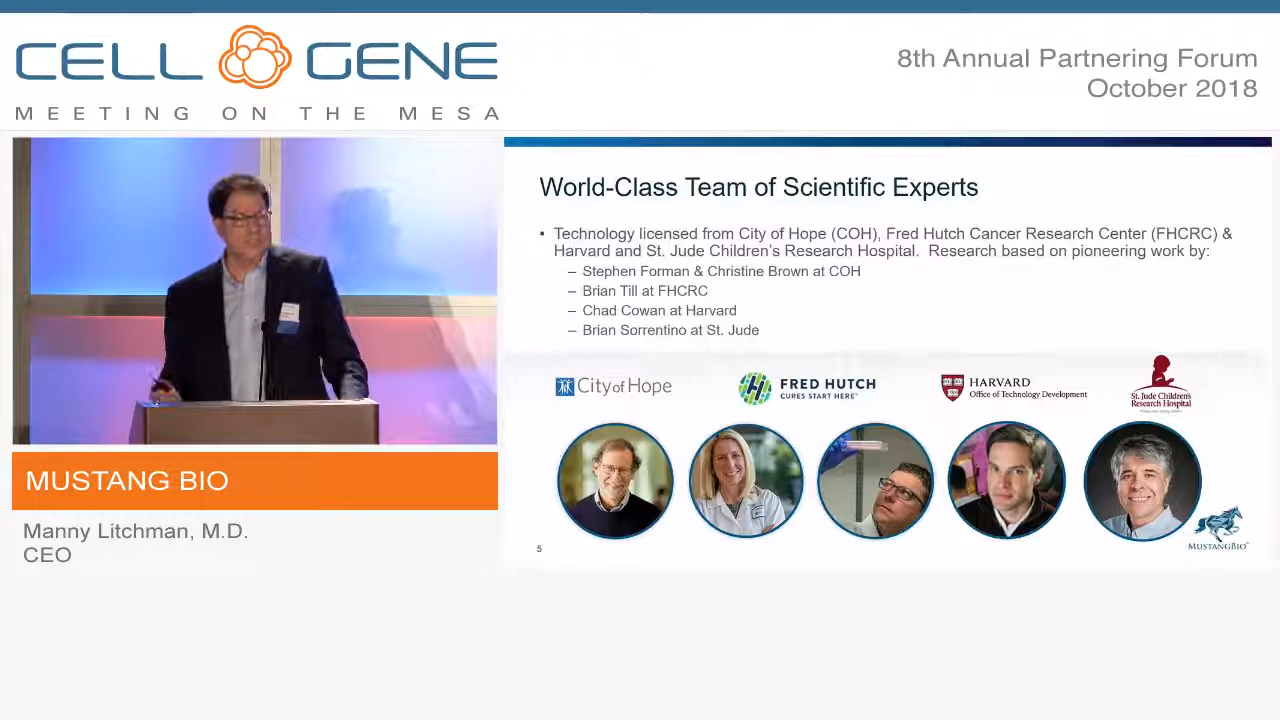 CELL GENE
MEETING ON THE MESA
8th Annual Partnering Forum
October 2018
World-Class Team of Scientific Experts
• Technology licensed from City of Hope (COH), Fred Hutch Cancer Research Center (FHCRC) &
Harvard and St. Jude Children's Research Hospital. Research based on pioneering work by:
– Stephen Forman & Christine Brown at COH
– Brian Till at FHCRC
– Chad Cowan at Harvard
– Brian Sorrentino at St. Jude
City of Hope
FRED HUTCH
CURES START HERE™
HARVARD
Office of Technology Development
St. Jude Children's
Research Hospital
5
MUSTANGBIO
MUSTANG BIO
Manny Litchman, M.D.
CEO